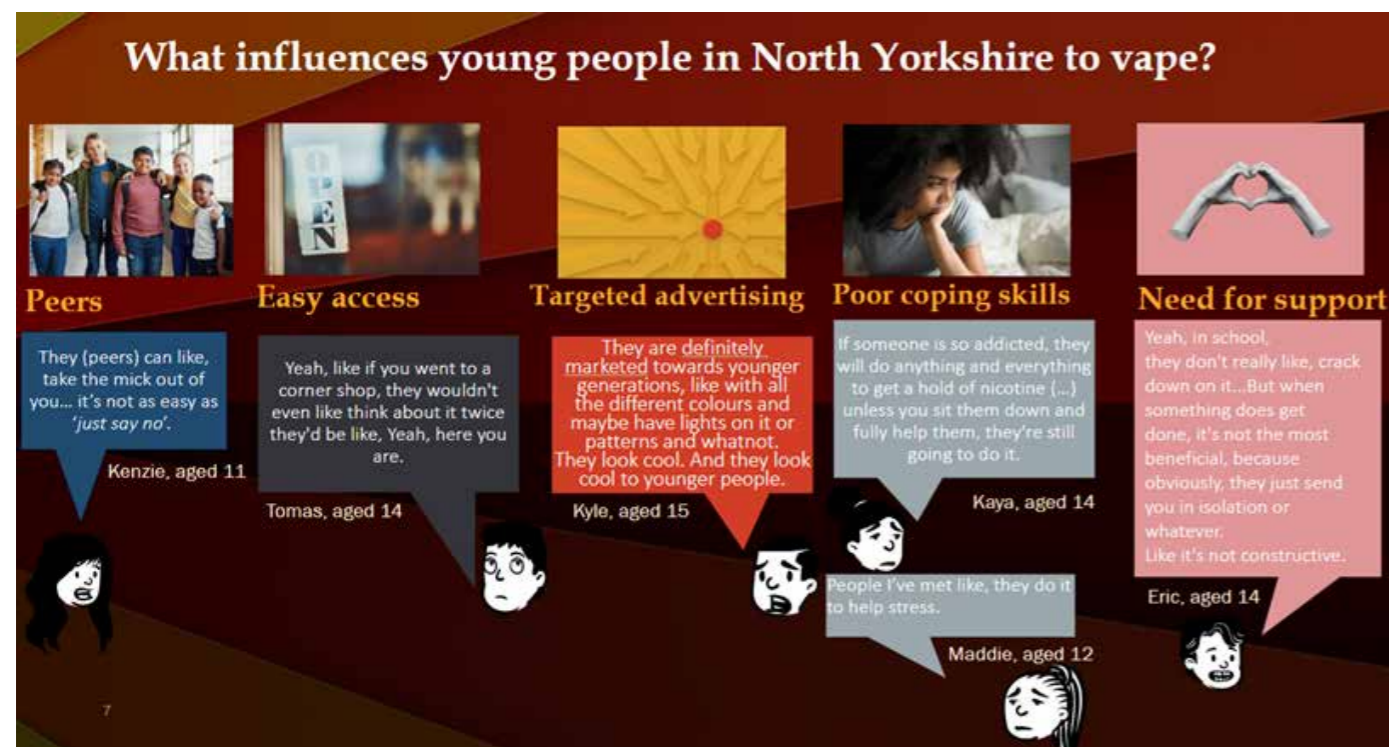 What influences young people in North Yorkshire to vape?
OPEN
Peers
They (peers) can like,
take the mick out of
you... it's not as easy as
'just say no'.
Kenzie, aged 11
Easy access
Yeah, like if you went to a
corner shop, they wouldn't
even like think about it twice
they'd be like, Yeah, here you
are.
Tomas, aged 14
Targeted advertising
They are definitely
marketed towards younger
generations, like with all
the different colours and
maybe have lights on it or
patterns and whatnot.
They look cool. And they look
cool to younger people.
Kyle, aged 15
Poor coping skills
If someone is so addicted, they
will do anything and everything
to get a hold of nicotine (...)
unless you sit them down and
fully help them, they're still
going to do it.
Kaya, aged 14
People I've met like, they do it
to help stress.
Maddie, aged 12
Need for support
Yeah, in school,
they don't really like, crack
down on it...But when
something does get
done, it's not the most
beneficial, because
obviously, they just send
you in isolation or
whatever.
Like it's not constructive.
Eric, aged 14
7